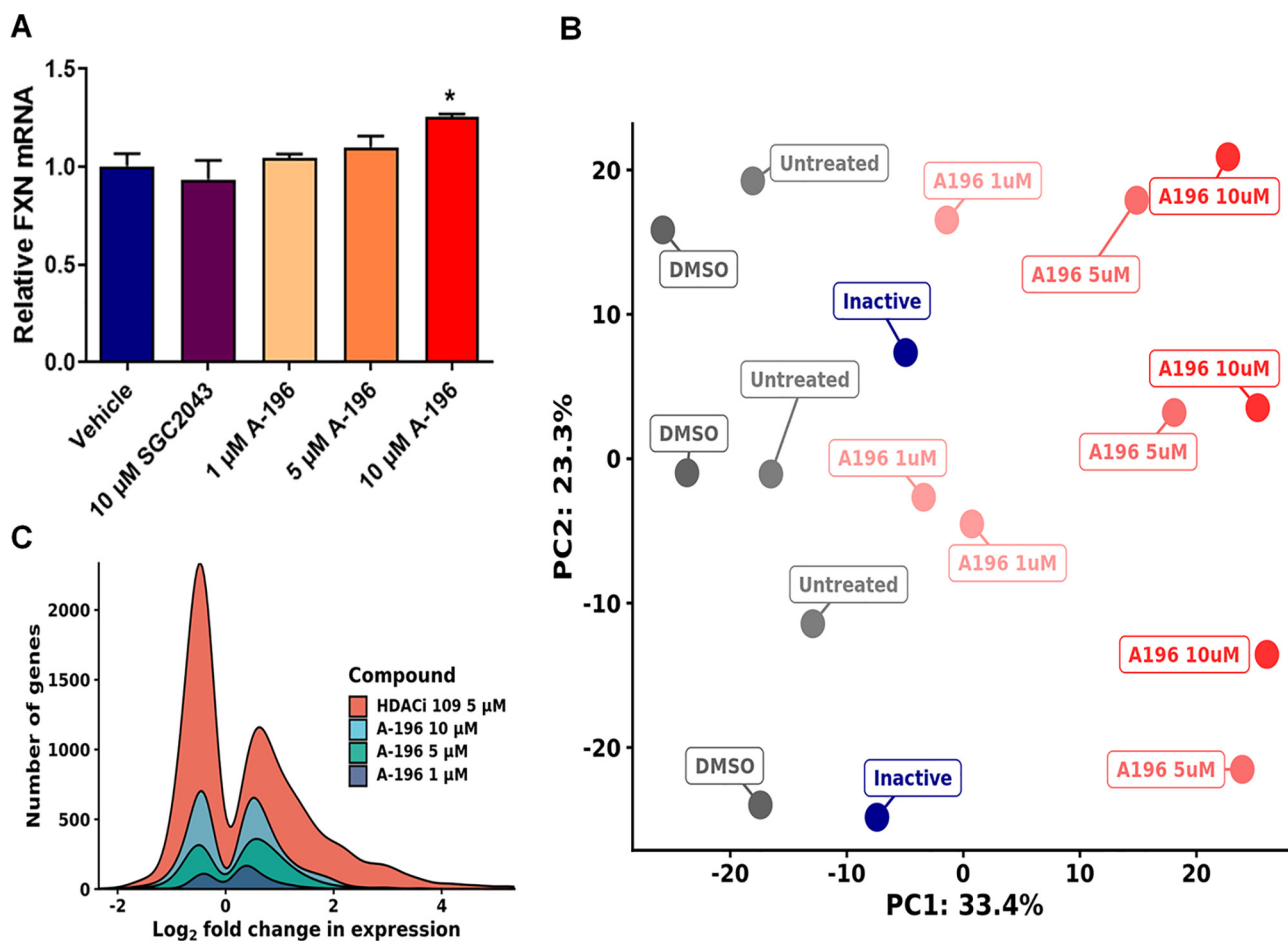 A
Relative FXN mRNA
1.5
1.0
0.5
0.0
*
Vehicle
10 µM SGC2043
1 µM A-196
5 µM A-196
10 µM A-196
B
PC2: 23.3%
20
10
0
-10
-20
Untreated
DMSO
A196 1uM
A196 10uM
A196 5uM
Inactive
Untreated
A196 10uM
DMSO
A196 1uM
A196 5uM
A196 1uM
Untreated
A196 10uM
DMSO
Inactive
A196 5uM
-20
-10
0
10
20
PC1: 33.4%
C
Number of genes
2000
1500
1000
500
0
Compound
HDACi 109 5 µM
A-196 10 µM
A-196 5 µM
A-196 1 µM
-2
0
2
4
Log2 fold change in expression